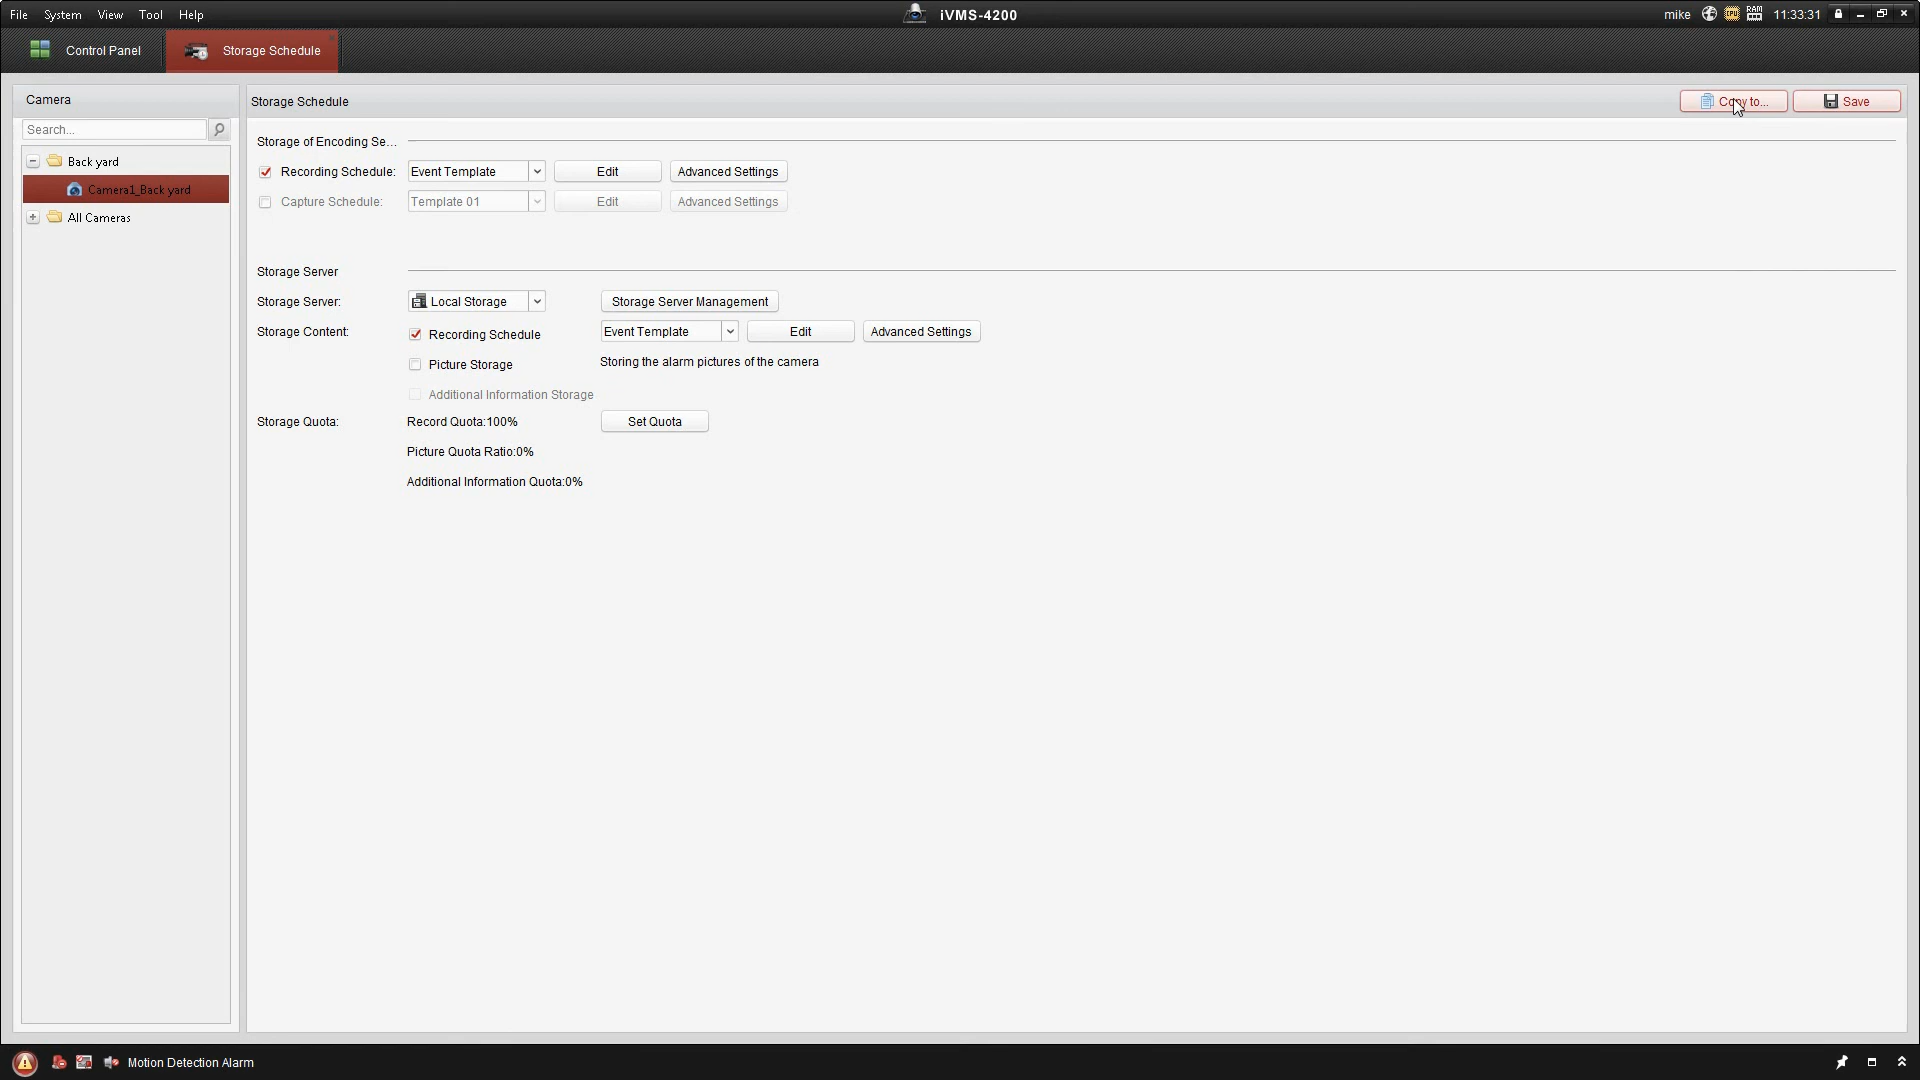 File System View Tool Help
iVMS-4200
mike CPU RAM 11:33:31
Control Panel
Storage Schedule
Camera
Search...
Back yard
Camera1_Back yard
All Cameras
Storage Schedule
Copy to...
Save
Storage of Encoding Se...
Recording Schedule: Event Template Edit Advanced Settings
Capture Schedule: Template 01 Edit Advanced Settings
Storage Server
Storage Server: Local Storage Storage Server Management
Storage Content: Recording Schedule Event Template Edit Advanced Settings
Picture Storage Storing the alarm pictures of the camera
Additional Information Storage
Storage Quota: Record Quota:100% Set Quota
Picture Quota Ratio:0%
Additional Information Quota:0%
Motion Detection Alarm